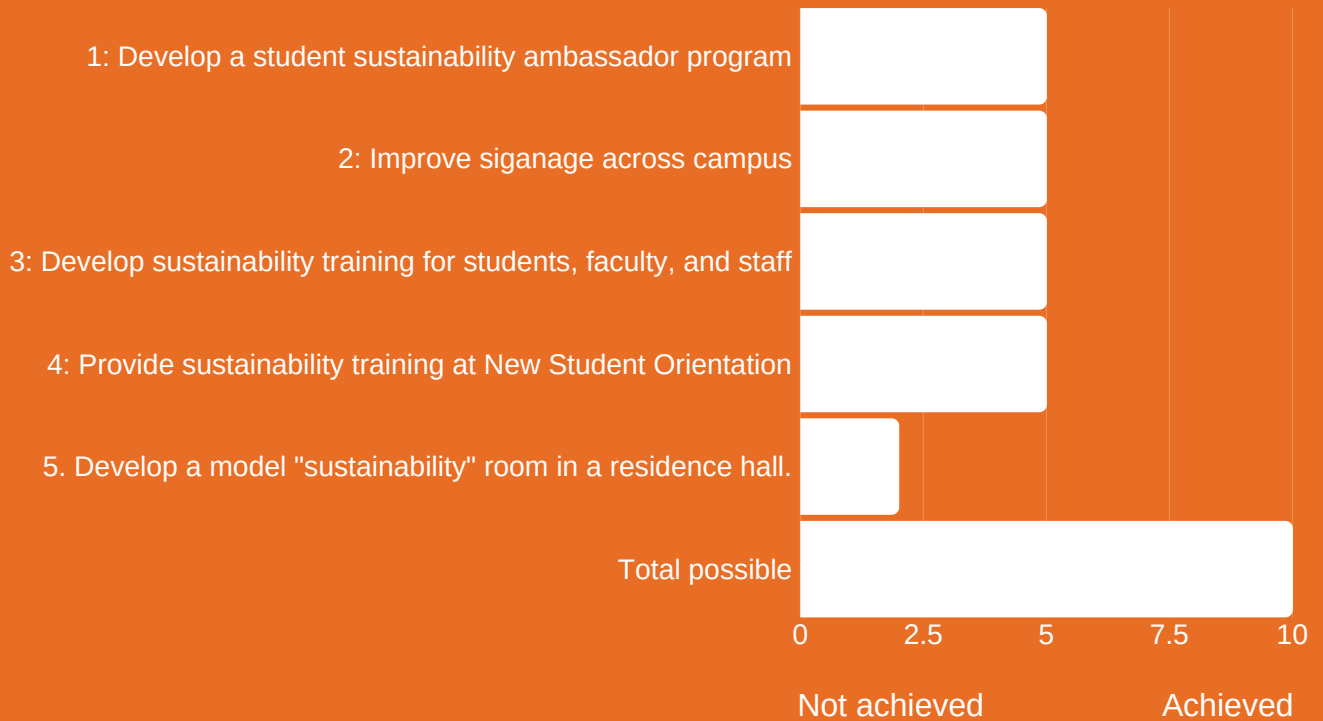 1: Develop a student sustainability ambassador program
2: Improve siganage across campus
3: Develop sustainability training for students, faculty, and staff
4: Provide sustainability training at New Student Orientation
5. Develop a model "sustainability" room in a residence hall.
Total possible
0 2.5 5 7.5 10
Not achieved Achieved